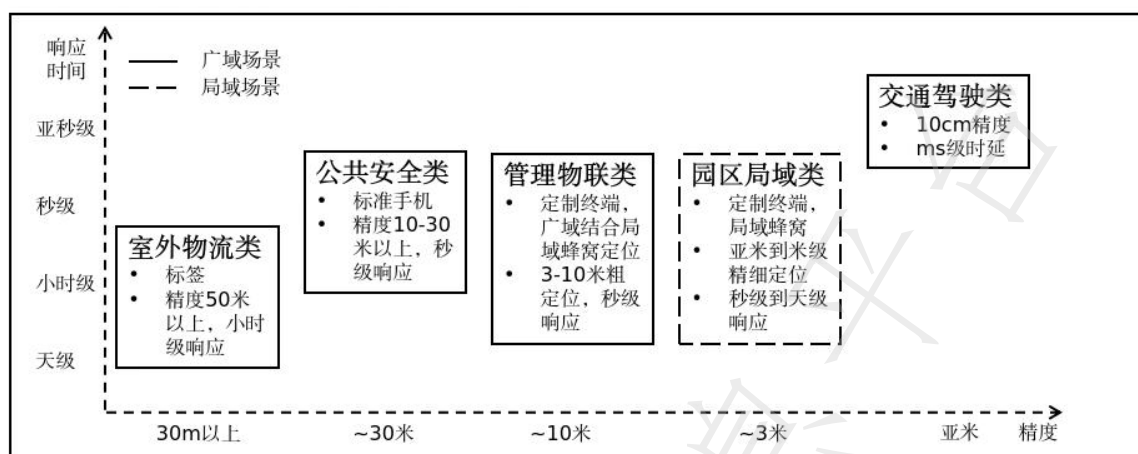 响应
时间
广域场景
局域场景
亚秒级
秒级
小时级
天级
室外物流类
• 标签
• 精度50米
以上，小时
级响应
公共安全类
• 标准手机
• 精度10-30
米以上，秒
级响应
管理物联类
• 定制终端，
广域结合局
域蜂窝定位
• 3-10米粗
定位，秒级
响应
园区局域类
• 定制终端，
局域蜂窝
• 亚米到米级
精细定位
• 秒级到天级
响应
交通驾驶类
• 10cm精度
• ms级时延
30m以上
~30米
~10米
~3米
亚米
精度